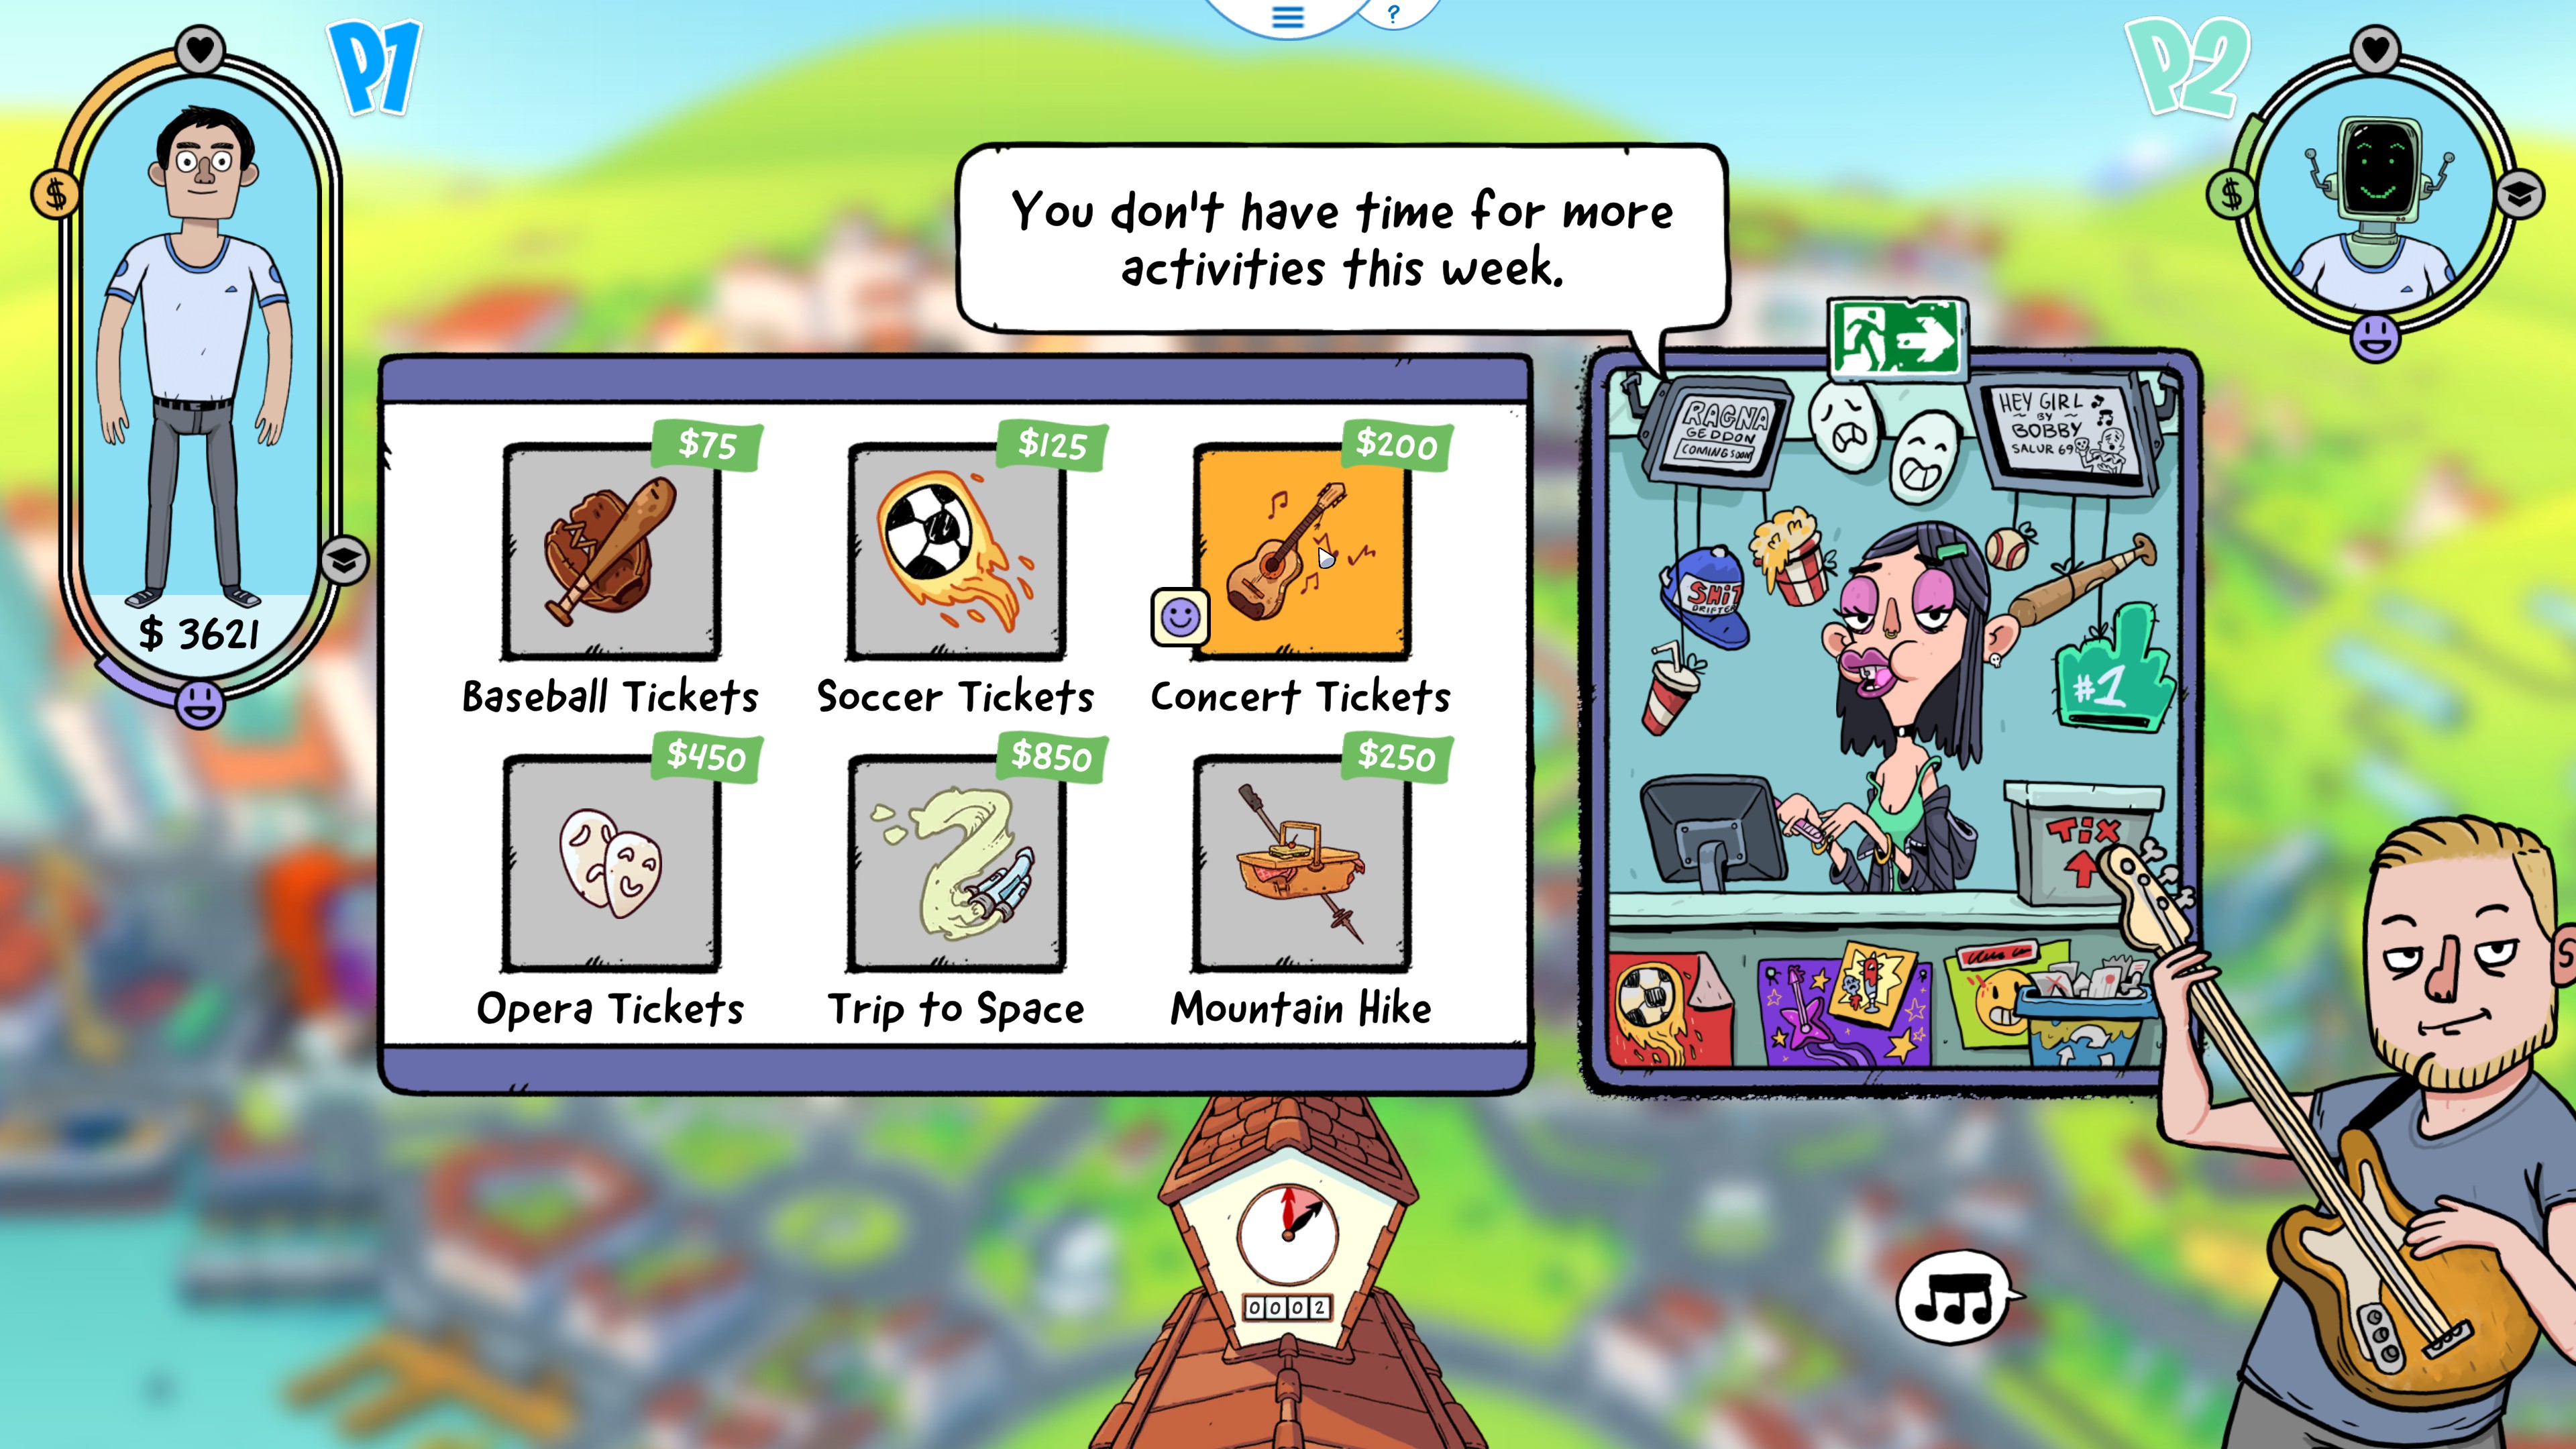 P1
?
P2
You don't have time for more
activities this week.
$
$
$75
$125
$200
Baseball Tickets
Soccer Tickets
Concert Tickets
$450
$850
$250
Opera Tickets
Trip to Space
Mountain Hike
$ 3621
RAGNA
GEDDON
COMING SOON
HEY GIRL
BY
BOBBY
SALUR 69
SHIT
DRIFTER
#1
TIX
0002